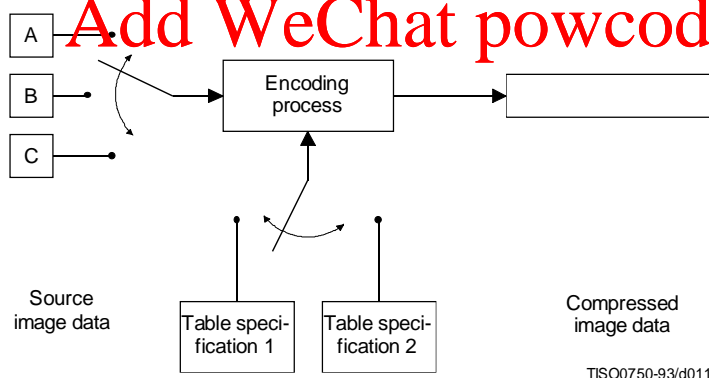 Add WeChat powcod
A
B
C
Encoding
process
Source
image data
Table speci-
fication 1
Table speci-
fication 2
Compressed
image data
TISO0750-93/d011